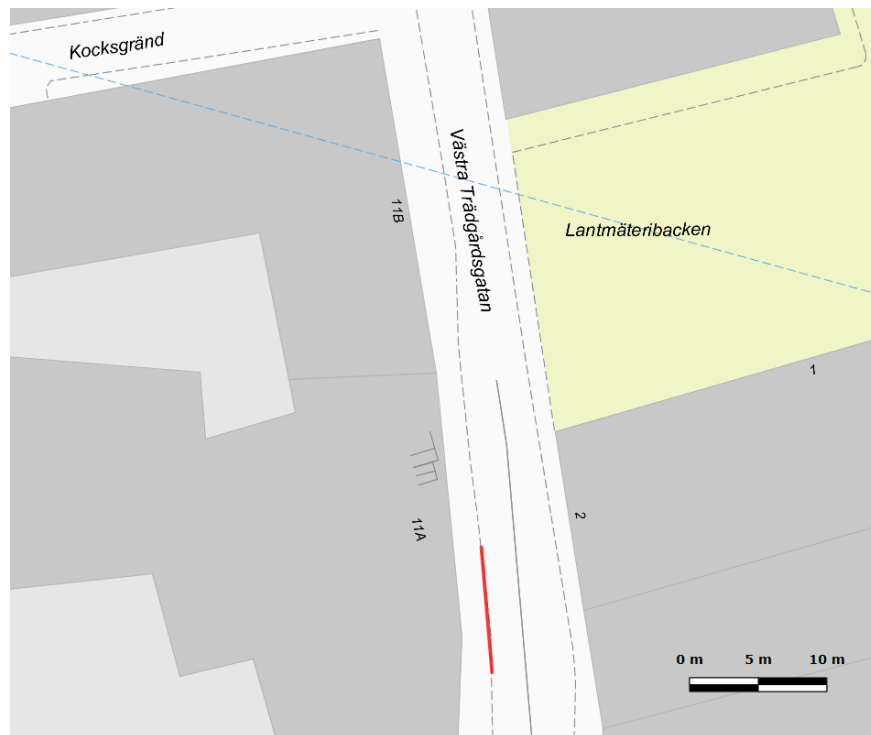 Kocksgränd
Västra Trädgårdsgatan
11B
Lantmäteribacken
1
2
11A
0 m 5 m 10 m